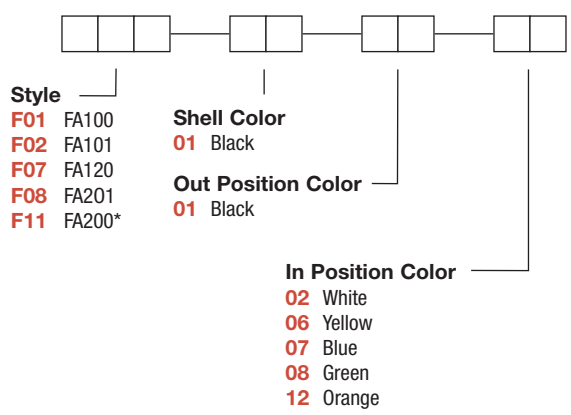 Style
F01 FA100
F02 FA101
F07 FA120
F08 FA201
F11 FA200*
Shell Color
01 Black
Out Position Color
01 Black
In Position Color
02 White
06 Yellow
07 Blue
08 Green
12 Orange